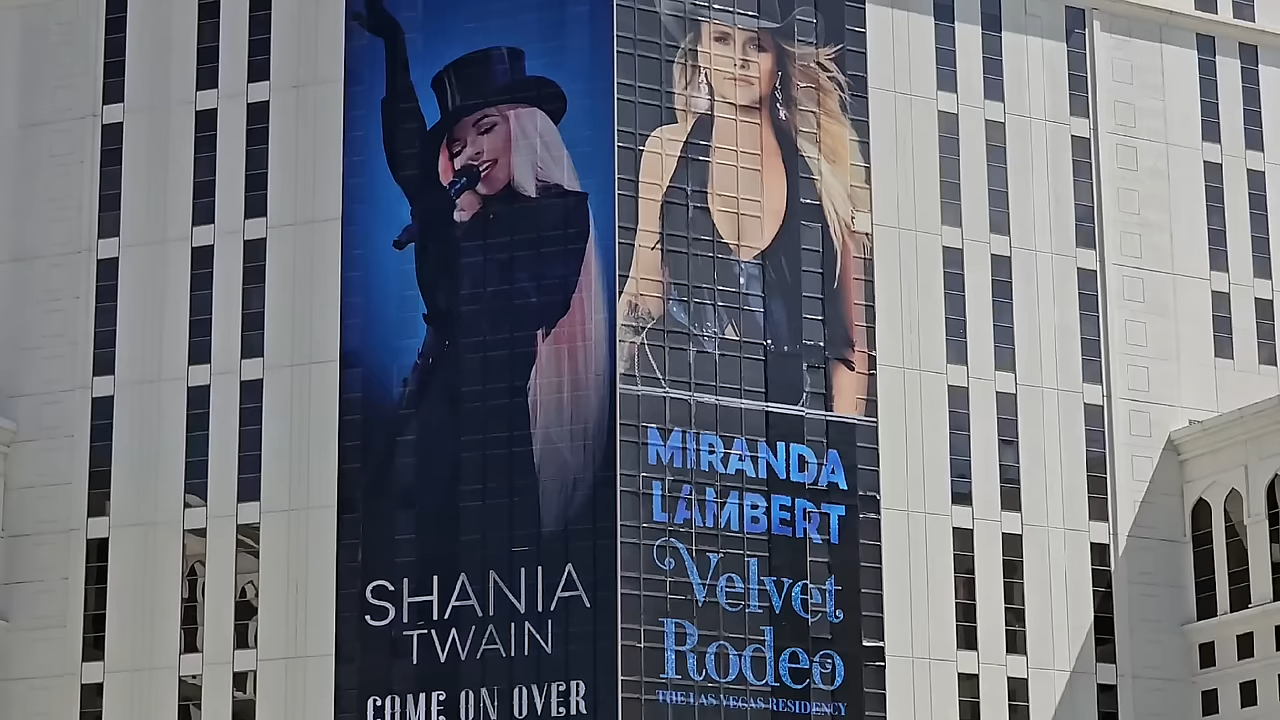 SHANIA
TWAIN
COME ON OVER
MIRANDA
LAMBERT
Velvet
Rodeo
THE LAS VEGAS RESIDENCY